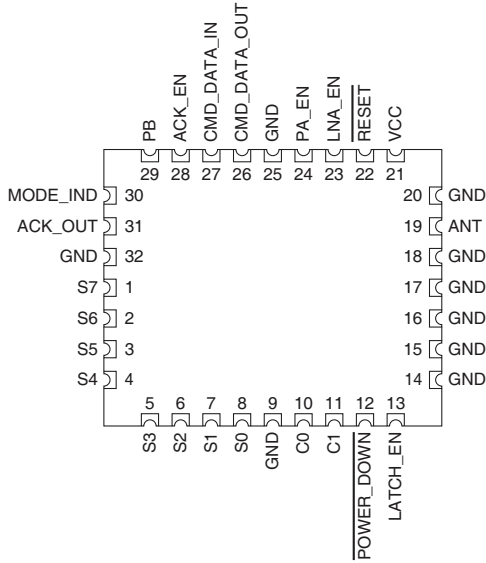 PB
ACK_EN
CMD_DATA_IN
CMD_DATA_OUT
GND
PA_EN
LNA_EN
RESET
VCC
29 28 27 26 25 24 23 22 21
MODE_IND 30
ACK_OUT 31
GND 32
S7 1
S6 2
S5 3
S4 4
20 GND
19 ANT
18 GND
17 GND
16 GND
15 GND
14 GND
5 6 7 8 9 10 11 12 13
S3
S2
S1
S0
GND
C0
C1
POWER_DOWN
LATCH_EN